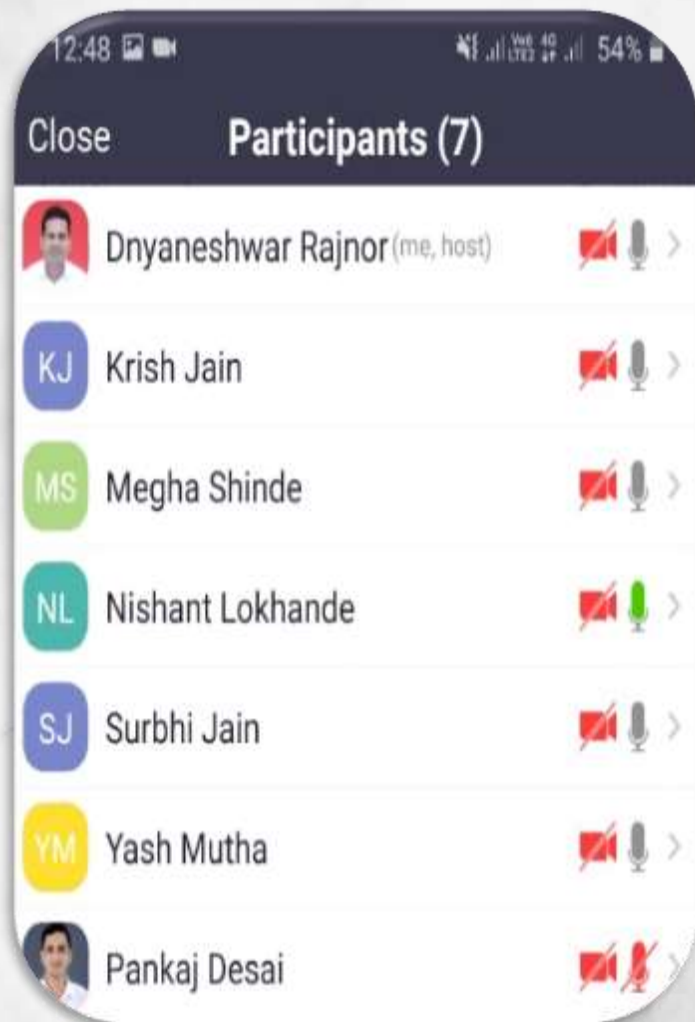 12:48 54%
Close Participants (7)
Dnyaneshwar Rajnor (me, host)
KJ Krish Jain
MS Megha Shinde
NL Nishant Lokhande
SJ Surbhi Jain
YM Yash Mutha
Pankaj Desai